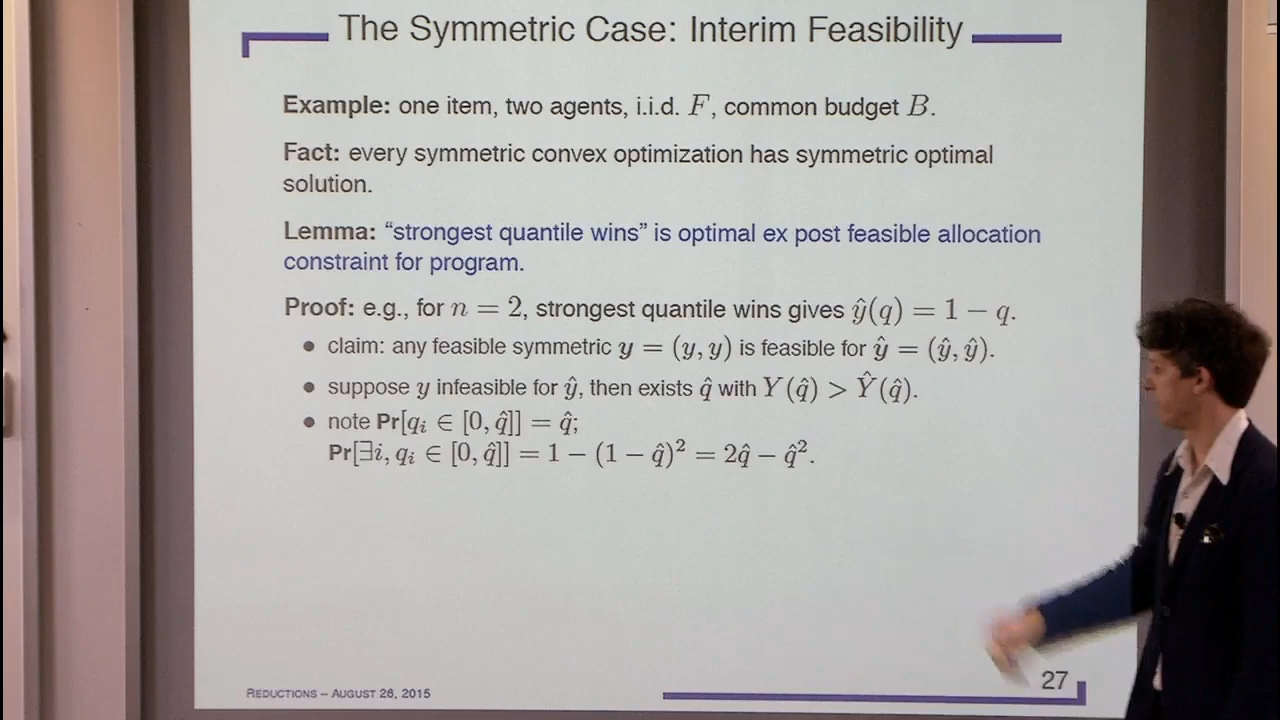 The Symmetric Case: Interim Feasibility
Example: one item, two agents, i.i.d. F, common budget B.
Fact: every symmetric convex optimization has symmetric optimal
solution.
Lemma: “strongest quantile wins” is optimal ex post feasible allocation
constraint for program.
Proof: e.g., for n = 2, strongest quantile wins gives ŷ(q) = 1 − q.
• claim: any feasible symmetric y = (y, y) is feasible for ŷ = (ŷ, ŷ).
• suppose y infeasible for ŷ, then exists q̂ with Y(q̂) > Ŷ(q̂).
• note Pr[qᵢ ∈ [0, q̂]] = q̂;
Pr[∃i, qᵢ ∈ [0, q̂]] = 1 − (1 − q̂)² = 2q̂ − q̂².
REDUCTIONS – AUGUST 26, 2015
27